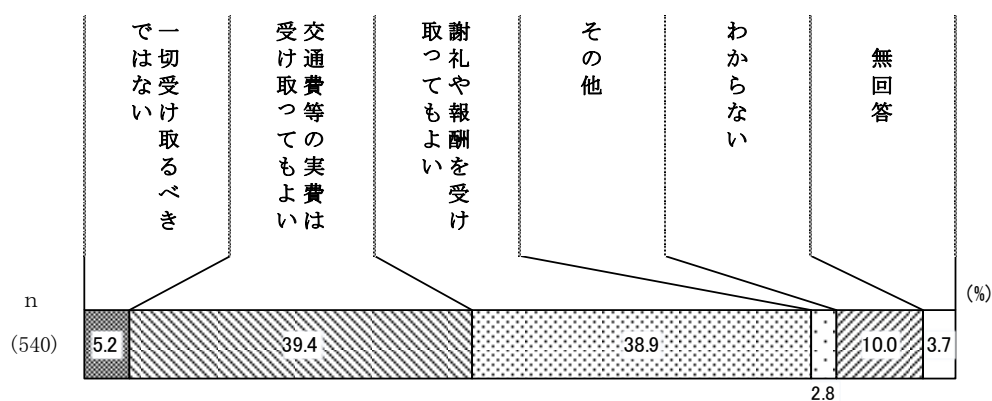 一切受け取るべき
ではない
交通費等の実費は
受け取ってもよい
謝礼や報酬を受け
取ってもよい
その他
わからない
無回答
n
(%)
(540)
5.2
39.4
38.9
10.0
3.7
2.8